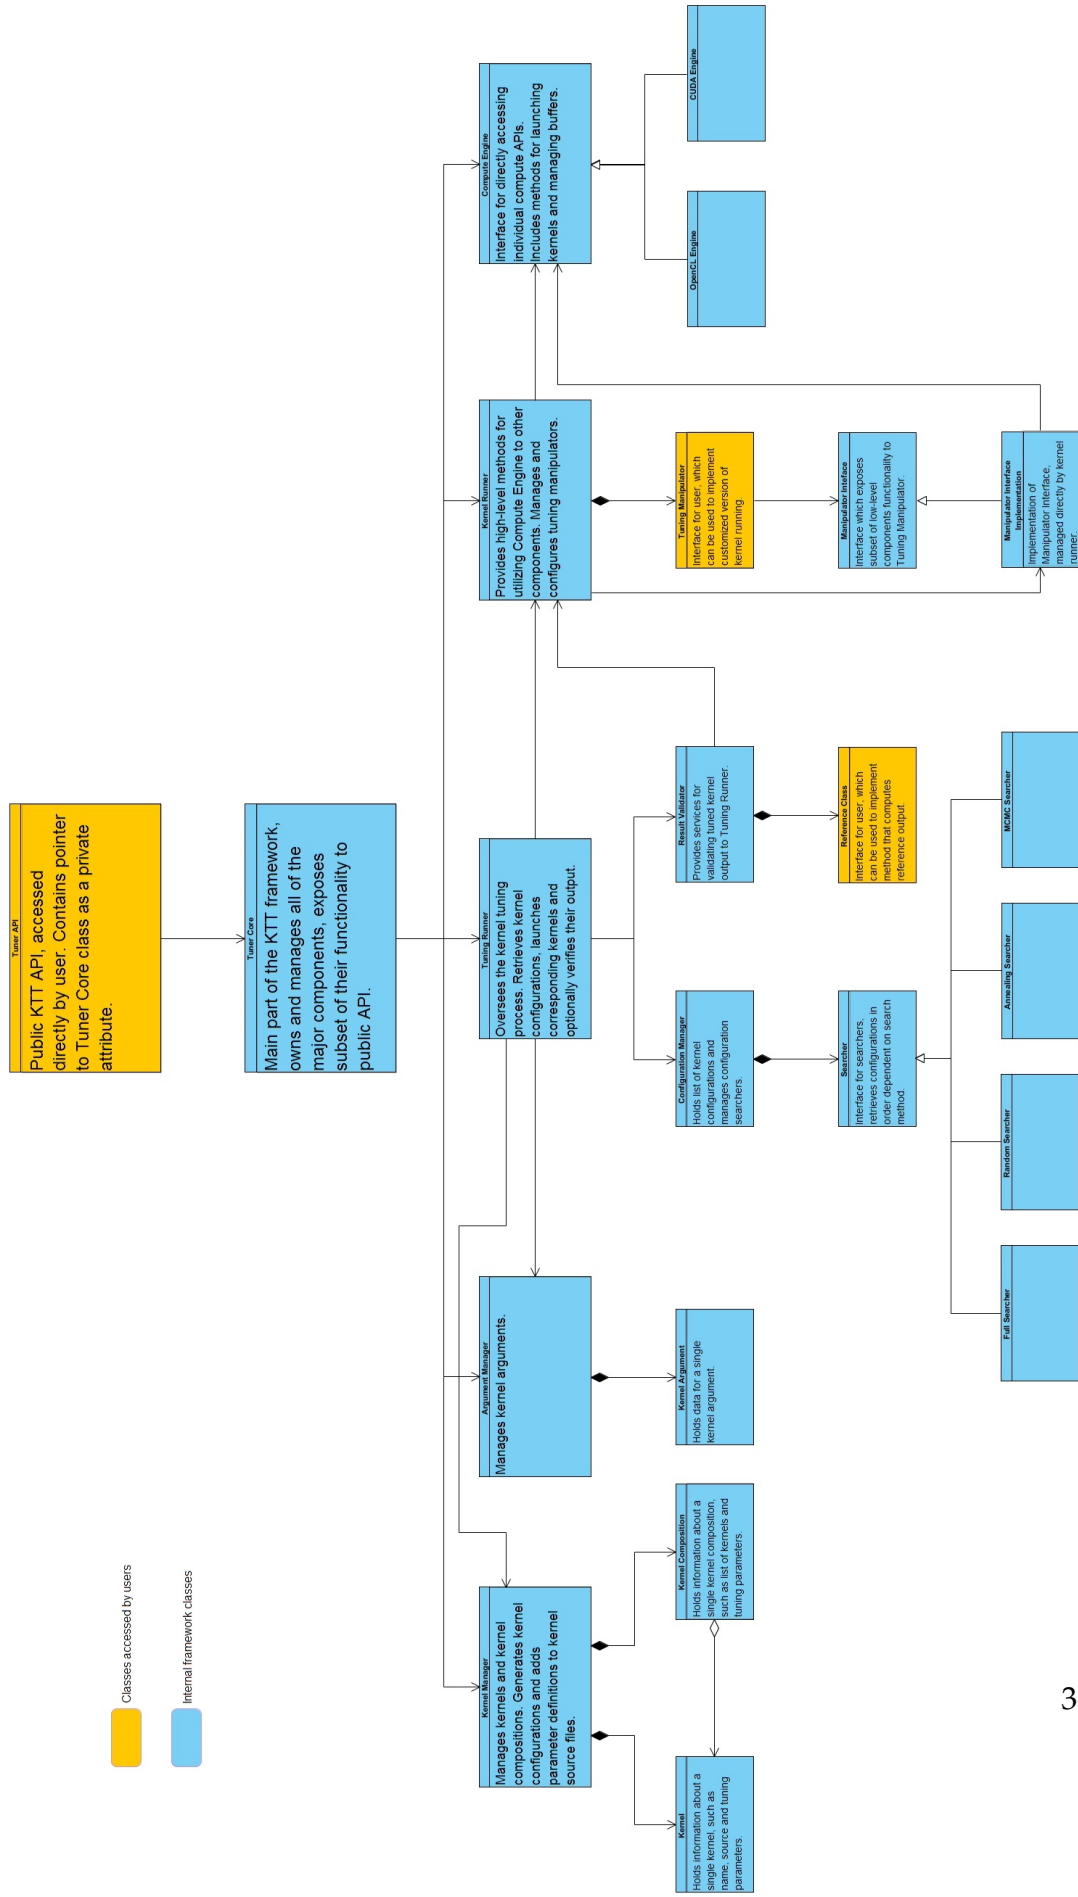 Classes accessed by users
Internal framework classes
Tuner API
Public KTT API, accessed
directly by user. Contains pointer
to Tuner Core class as a private
attribute.
Tuner Core
Main part of the KTT framework,
owns and manages all of the
major components, exposes
subset of their functionality to
public API.
Kernel Manager
Manages kernels and kernel
compositions. Generates kernel
configurations and adds
parameter definitions to kernel
source files.
Argument Manager
Manages kernel arguments.
Tuning Runner
Oversees the kernel tuning
process. Retrieves kernel
configurations, launches
corresponding kernels and
optionally verifies their output.
Kernel Runner
Provides high-level methods for
utilizing Compute Engine to other
components. Manages and
configures tuning manipulators.
Compute Engine
Interface for directly accessing
individual compute APIs.
Includes methods for launching
kernels and managing buffers.
Kernel
Holds information about a
single kernel, such as
name, source and tuning
parameters.
Kernel Composition
Holds information about a
single kernel composition,
such as list of kernels and
tuning parameters.
Kernel Argument
Holds data for a single
kernel argument.
Configuration Manager
Holds list of kernel
configurations and
manages configuration
searchers.
Result Validator
Provides services for
validating tuned kernel
output to Tuning Runner.
Tuning Manipulator
Interface for user, which
can be used to implement
customized version of
kernel running.
OpenCL Engine
CUDA Engine
Searcher
Interface for searchers,
retrieves configurations in
order dependent on search
method.
Reference Class
Interface for user, which
can be used to implement
method that computes
reference output.
Manipulator Inteface
Interface which exposes
subset of low-level
components functionality to
Tuning Manipulator.
Full Searcher
Random Searcher
Annealing Searcher
MCMC Searcher
Manipulator Interface
Implementation
Implementation of
Manipulator Interface,
managed directly by kernel
runner.
3